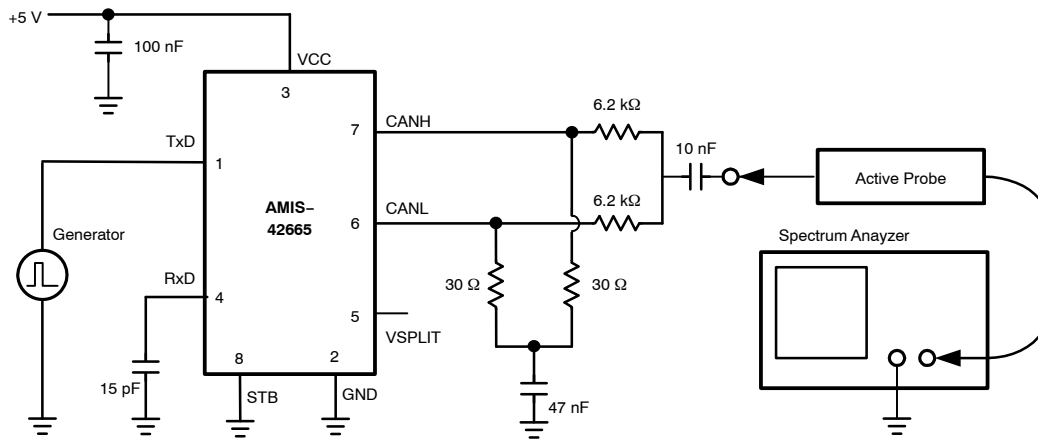 +5 V
100 nF
VCC
3
TxD
1
7
CANH
6.2 kΩ
10 nF
Active Probe
AMIS−
42665
6
CANL
6.2 kΩ
Generator
Spectrum Anayzer
RxD
4
30 Ω
30 Ω
5
VSPLIT
8
2
15 pF
STB
GND
47 nF